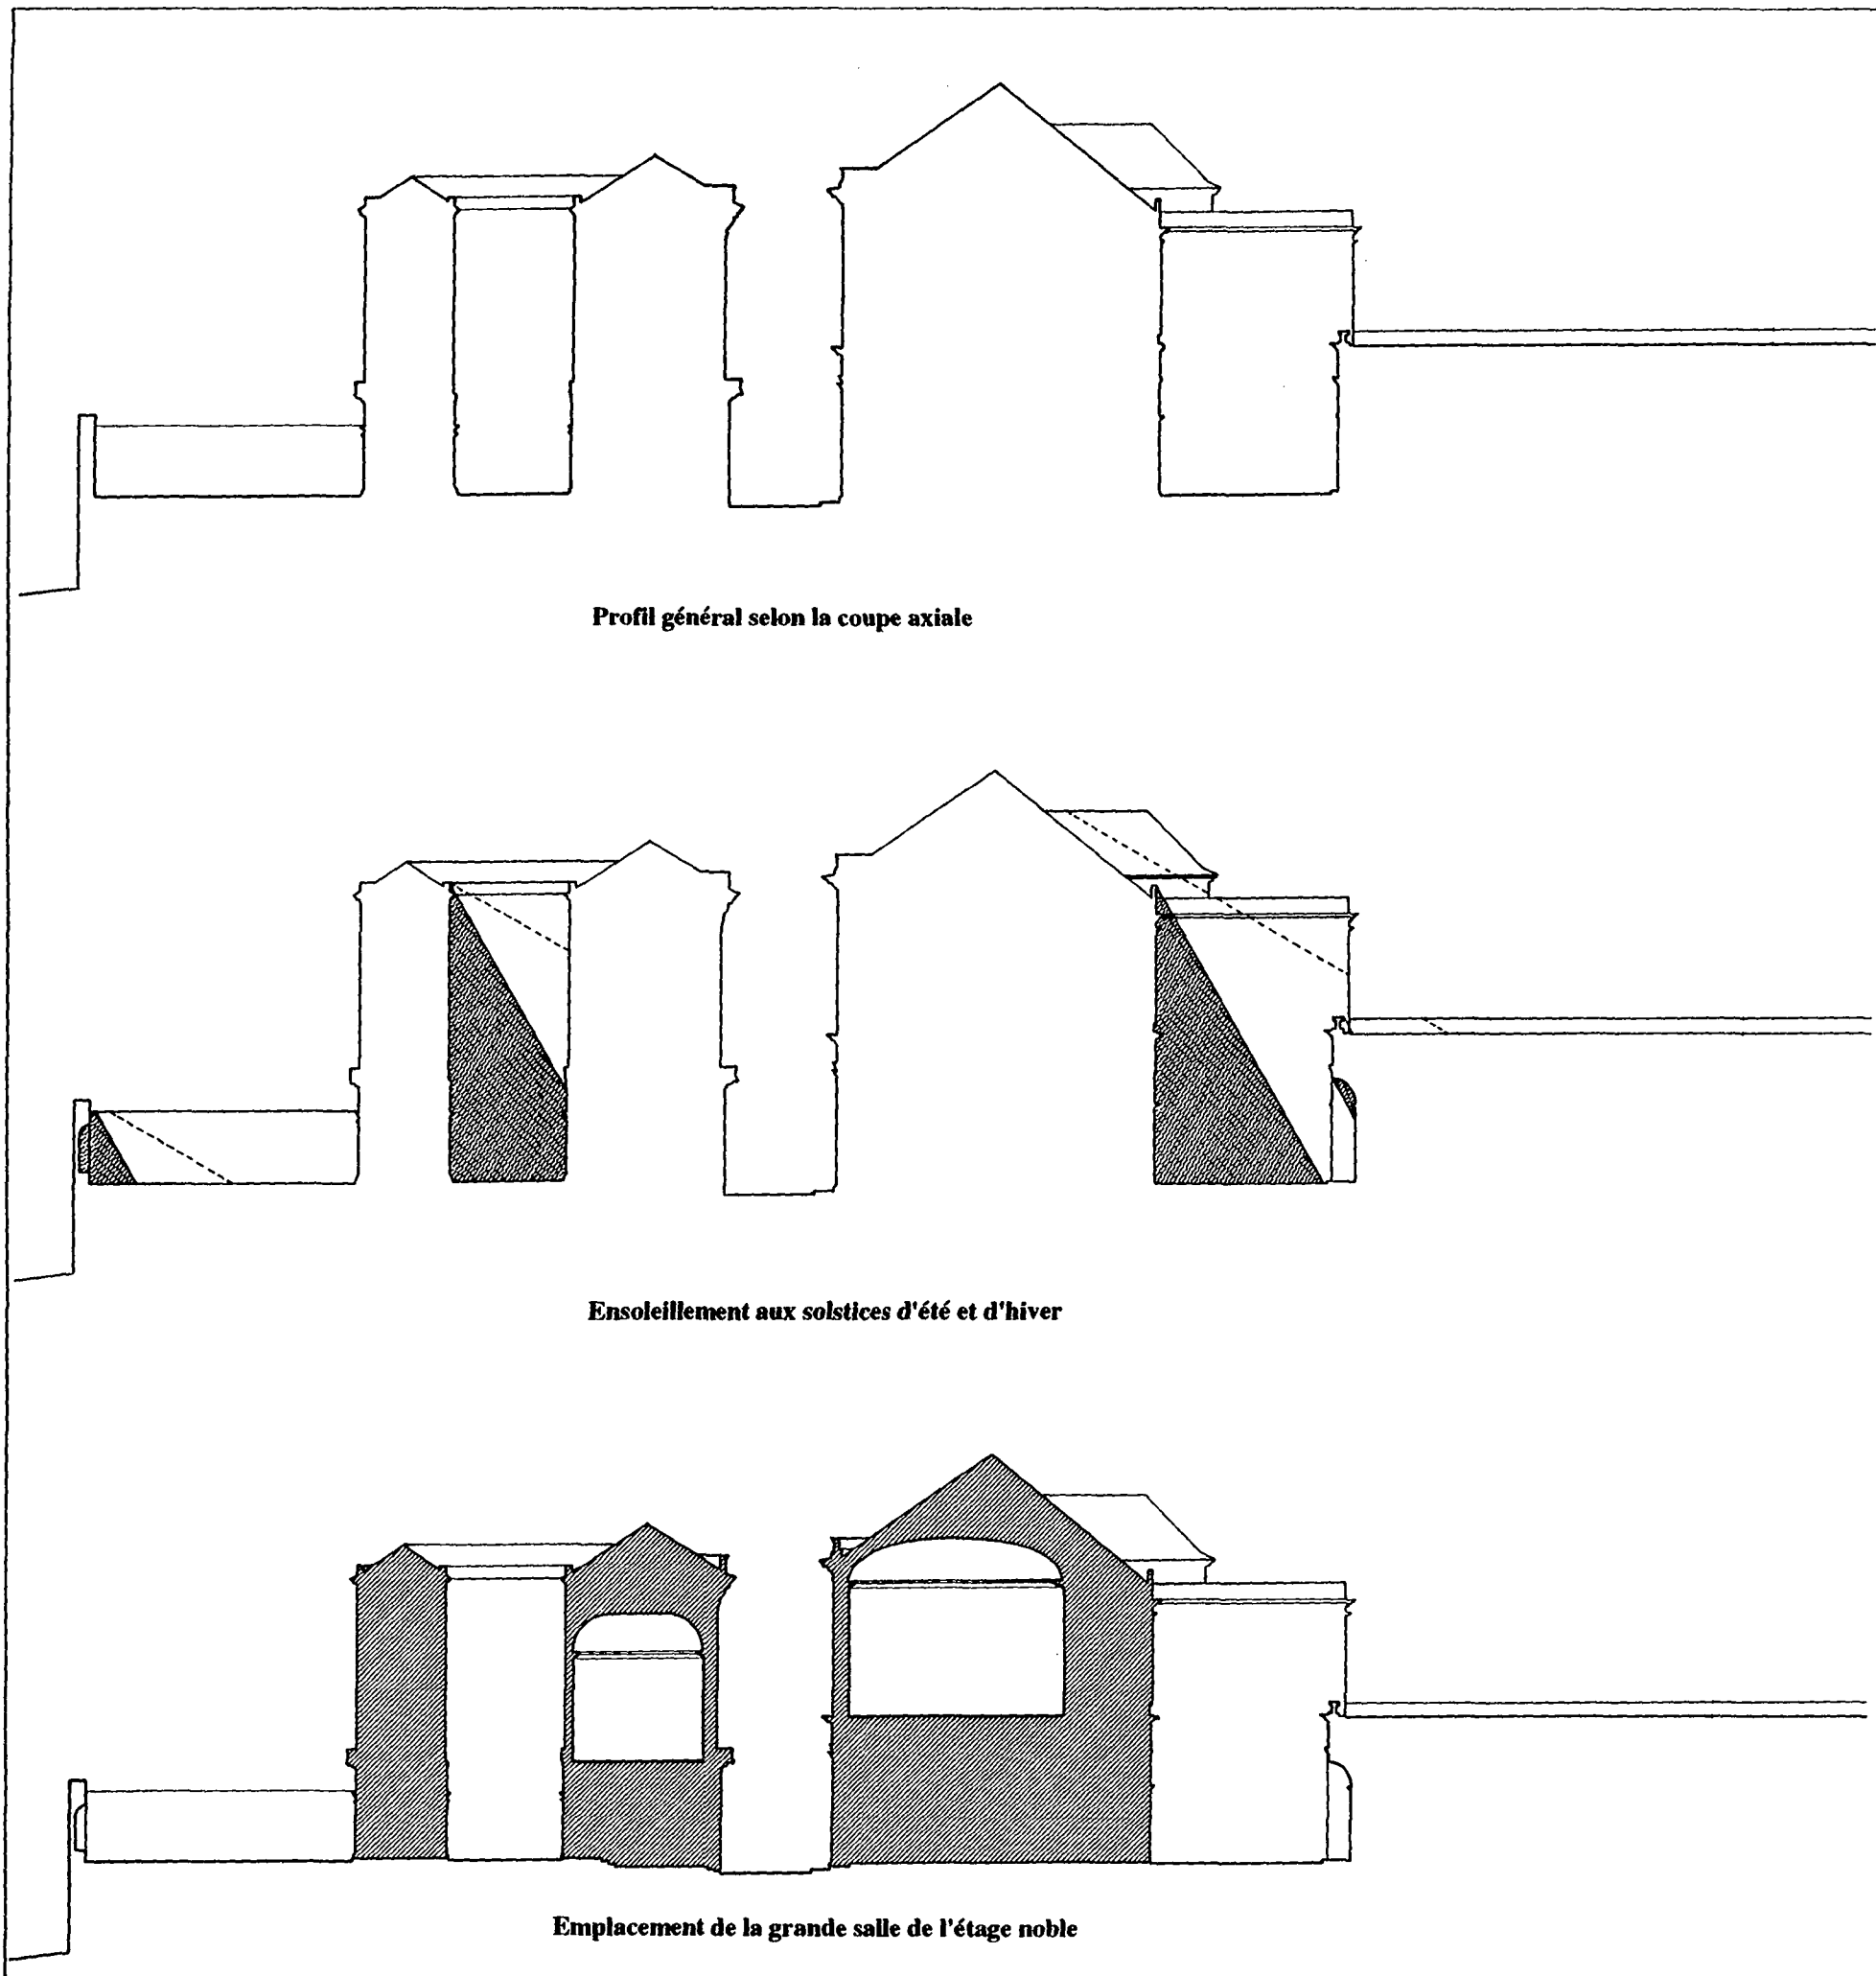 Profil général selon la coupe axiale
Ensoleillement aux solstices d'été et d'hiver
Emplacement de la grande salle de l'étage noble